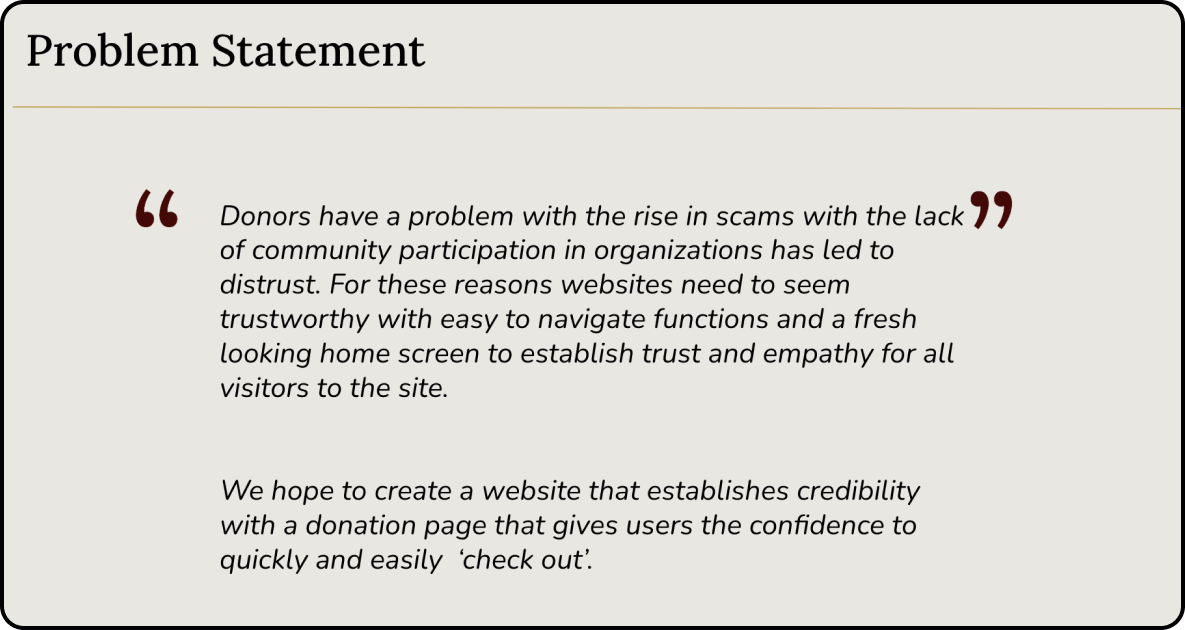 Problem Statement
“ Donors have a problem with the rise in scams with the lack ”
of community participation in organizations has led to
distrust. For these reasons websites need to seem
trustworthy with easy to navigate functions and a fresh
looking home screen to establish trust and empathy for all
visitors to the site.
We hope to create a website that establishes credibility
with a donation page that gives users the confidence to
quickly and easily  ‘check out’.